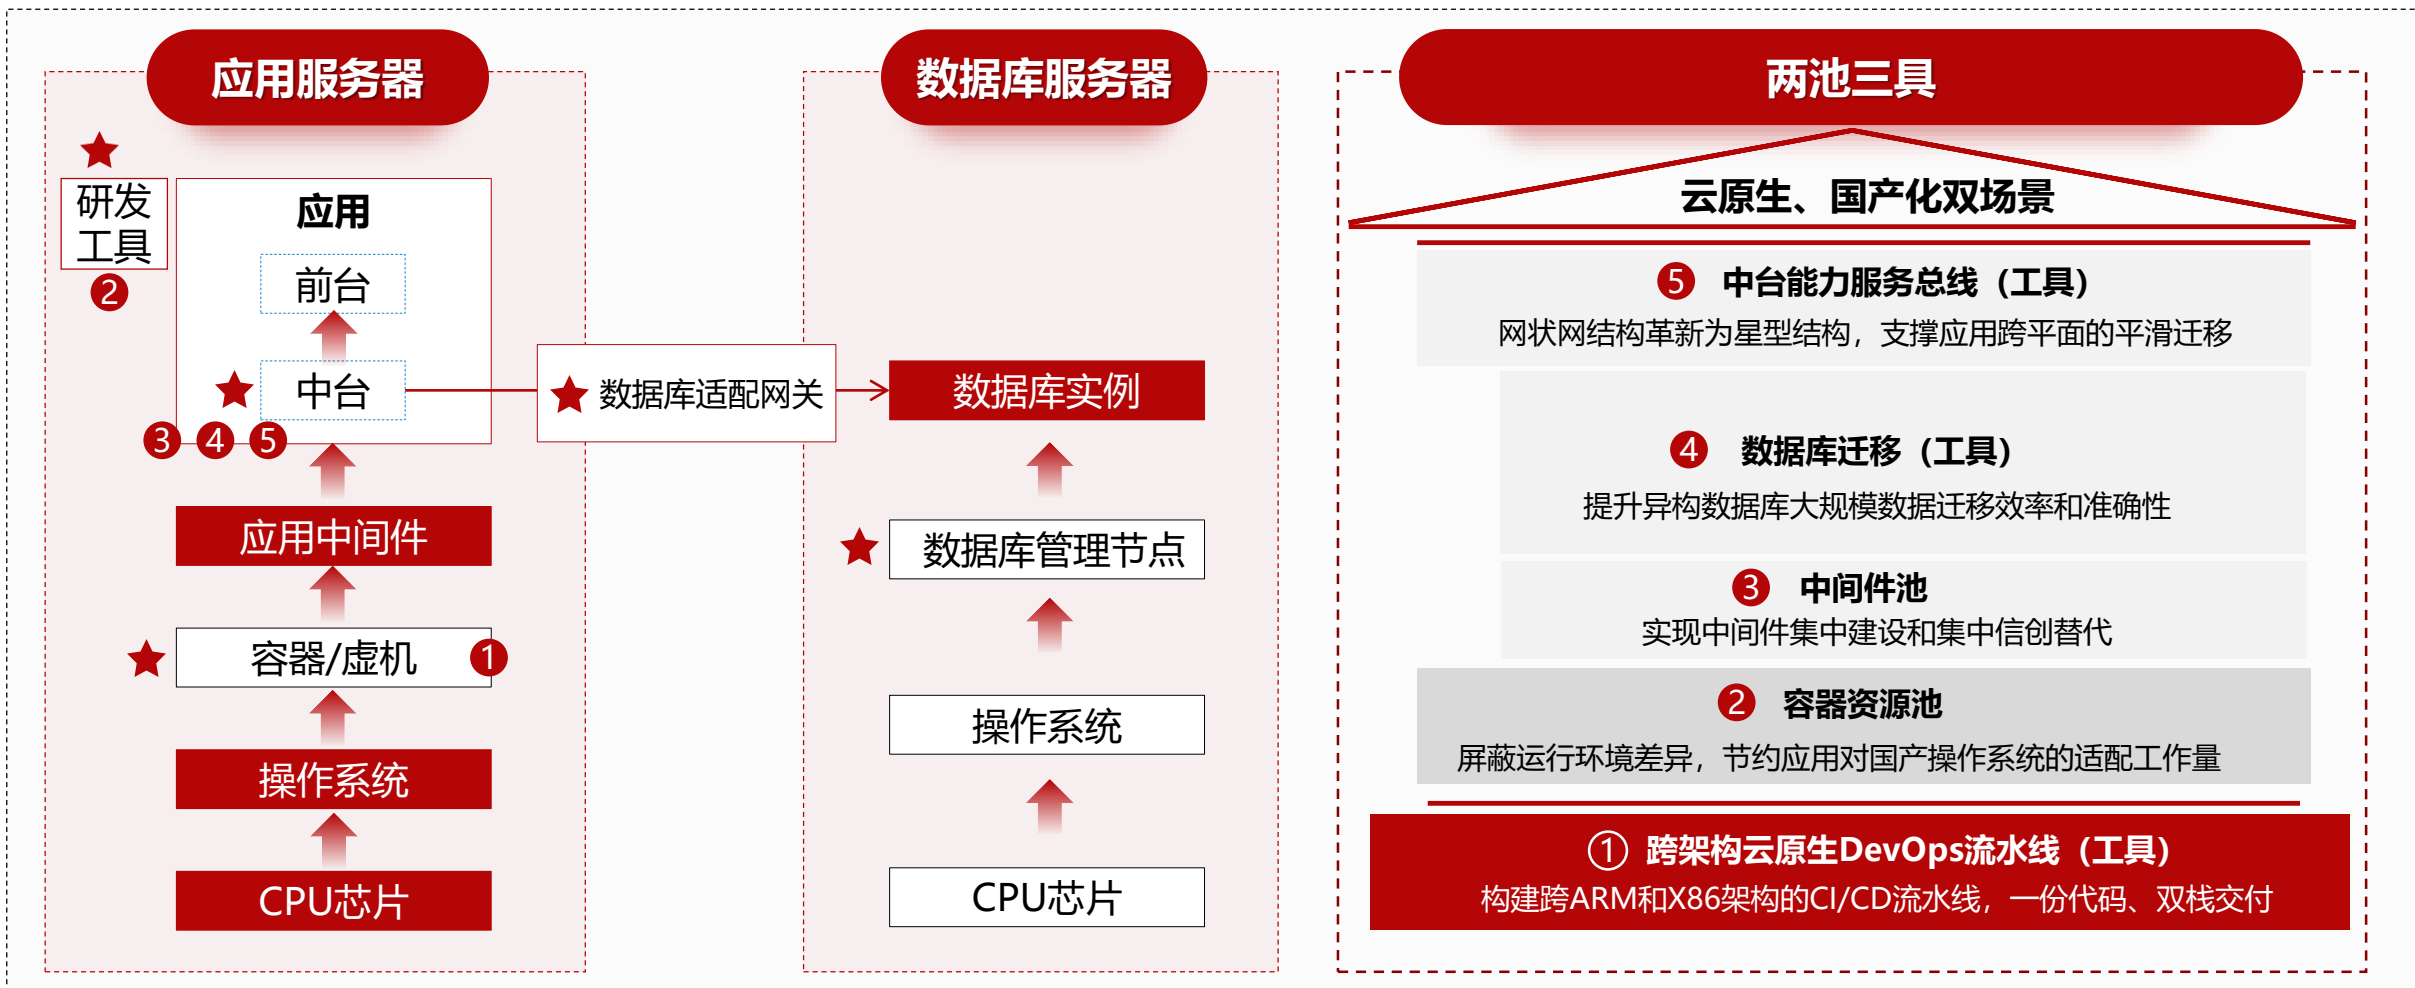 应用服务器
研发
工具
2
应用
前台
中台
3 4 5
应用中间件
容器/虚机
1
操作系统
CPU芯片
数据库适配网关
数据库服务器
数据库实例
数据库管理节点
操作系统
CPU芯片
两池三具
云原生、国产化双场景
5 中台能力服务总线（工具）
网状网结构革新为星型结构，支撑应用跨平面的平滑迁移
4 数据库迁移（工具）
提升异构数据库大规模数据迁移效率和准确性
3 中间件池
实现中间件集中建设和集中信创替代
2 容器资源池
屏蔽运行环境差异，节约应用对国产操作系统的适配工作量
1 跨架构云原生DevOps流水线（工具）
构建跨ARM和X86架构的CI/CD流水线，一份代码、双栈交付